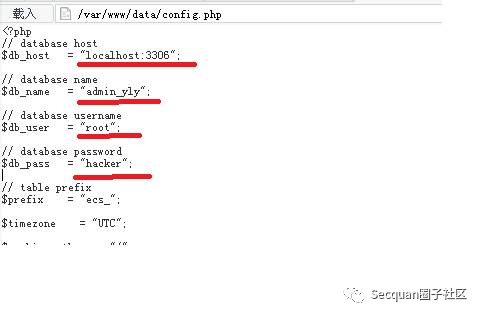 载入 /var/www/data/config.php
<?php
// database host
$db_host = "localhost:3306";
// database name
$db_name = "admin_yly";
// database username
$db_user = "root";
// database password
$db_pass = "hacker";
// table prefix
$prefix = "ecs_";
$timezone = "UTC";
Secquan圈子社区